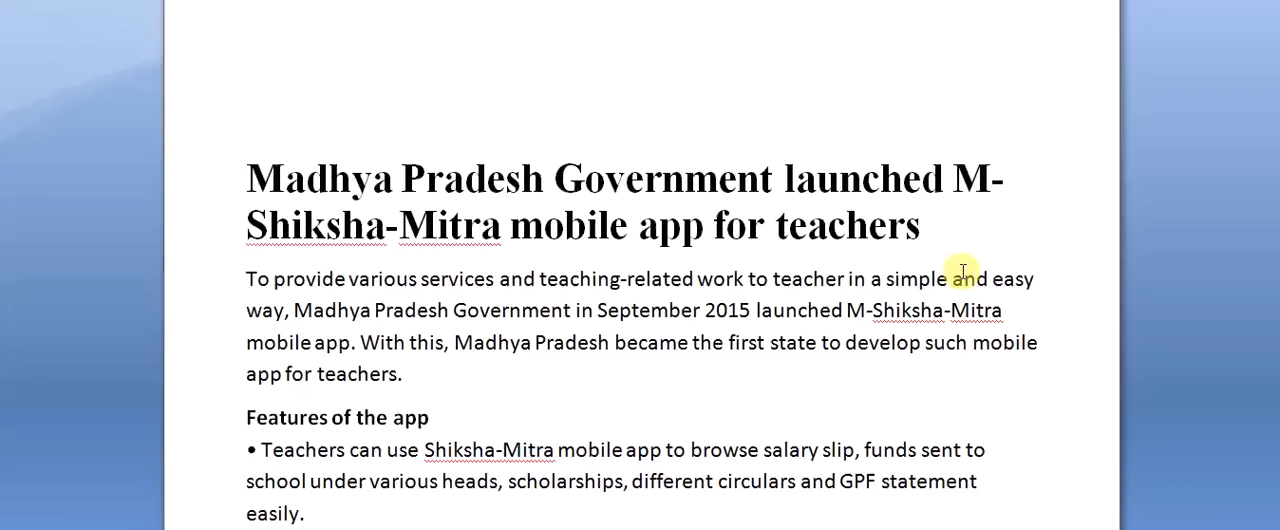 Madhya Pradesh Government launched M-
Shiksha-Mitra mobile app for teachers
To provide various services and teaching-related work to teacher in a simple and easy
way, Madhya Pradesh Government in September 2015 launched M-Shiksha-Mitra
mobile app. With this, Madhya Pradesh became the first state to develop such mobile
app for teachers.
Features of the app
• Teachers can use Shiksha-Mitra mobile app to browse salary slip, funds sent to
school under various heads, scholarships, different circulars and GPF statement
easily.